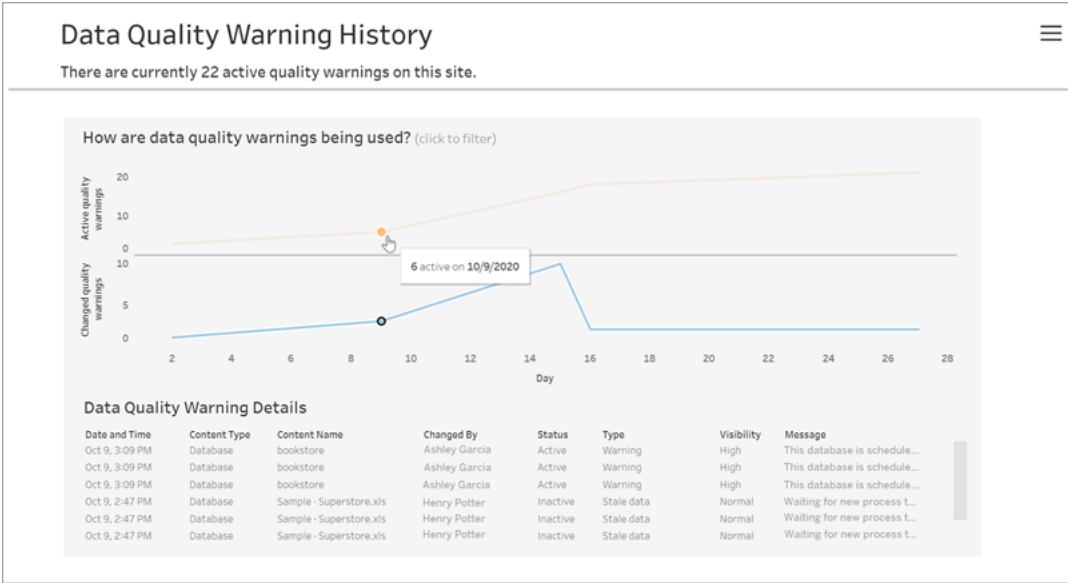 Data Quality Warning History
There are currently 22 active quality warnings on this site.
How are data quality warnings being used? (click to filter)
Active quality
warnings
20
10
0
6 active on 10/9/2020
Changed quality
warnings
10
5
0
2 4 6 8 10 12 14 16 18 20 22 24 26 28
Day
Data Quality Warning Details
Date and Time Content Type Content Name Changed By Status Type Visibility Message
Oct 9, 3:09 PM Database bookstore Ashley Garcia Active Warning High This database is schedule...
Oct 9, 3:09 PM Database bookstore Ashley Garcia Active Warning High This database is schedule...
Oct 9, 3:09 PM Database bookstore Ashley Garcia Active Warning High This database is schedule...
Oct 9, 2:47 PM Database Sample - Superstore.xls Henry Potter Inactive Stale data Normal Waiting for new process t...
Oct 9, 2:47 PM Database Sample - Superstore.xls Henry Potter Inactive Stale data Normal Waiting for new process t...
Oct 9, 2:47 PM Database Sample - Superstore.xls Henry Potter Inactive Stale data Normal Waiting for new process t...